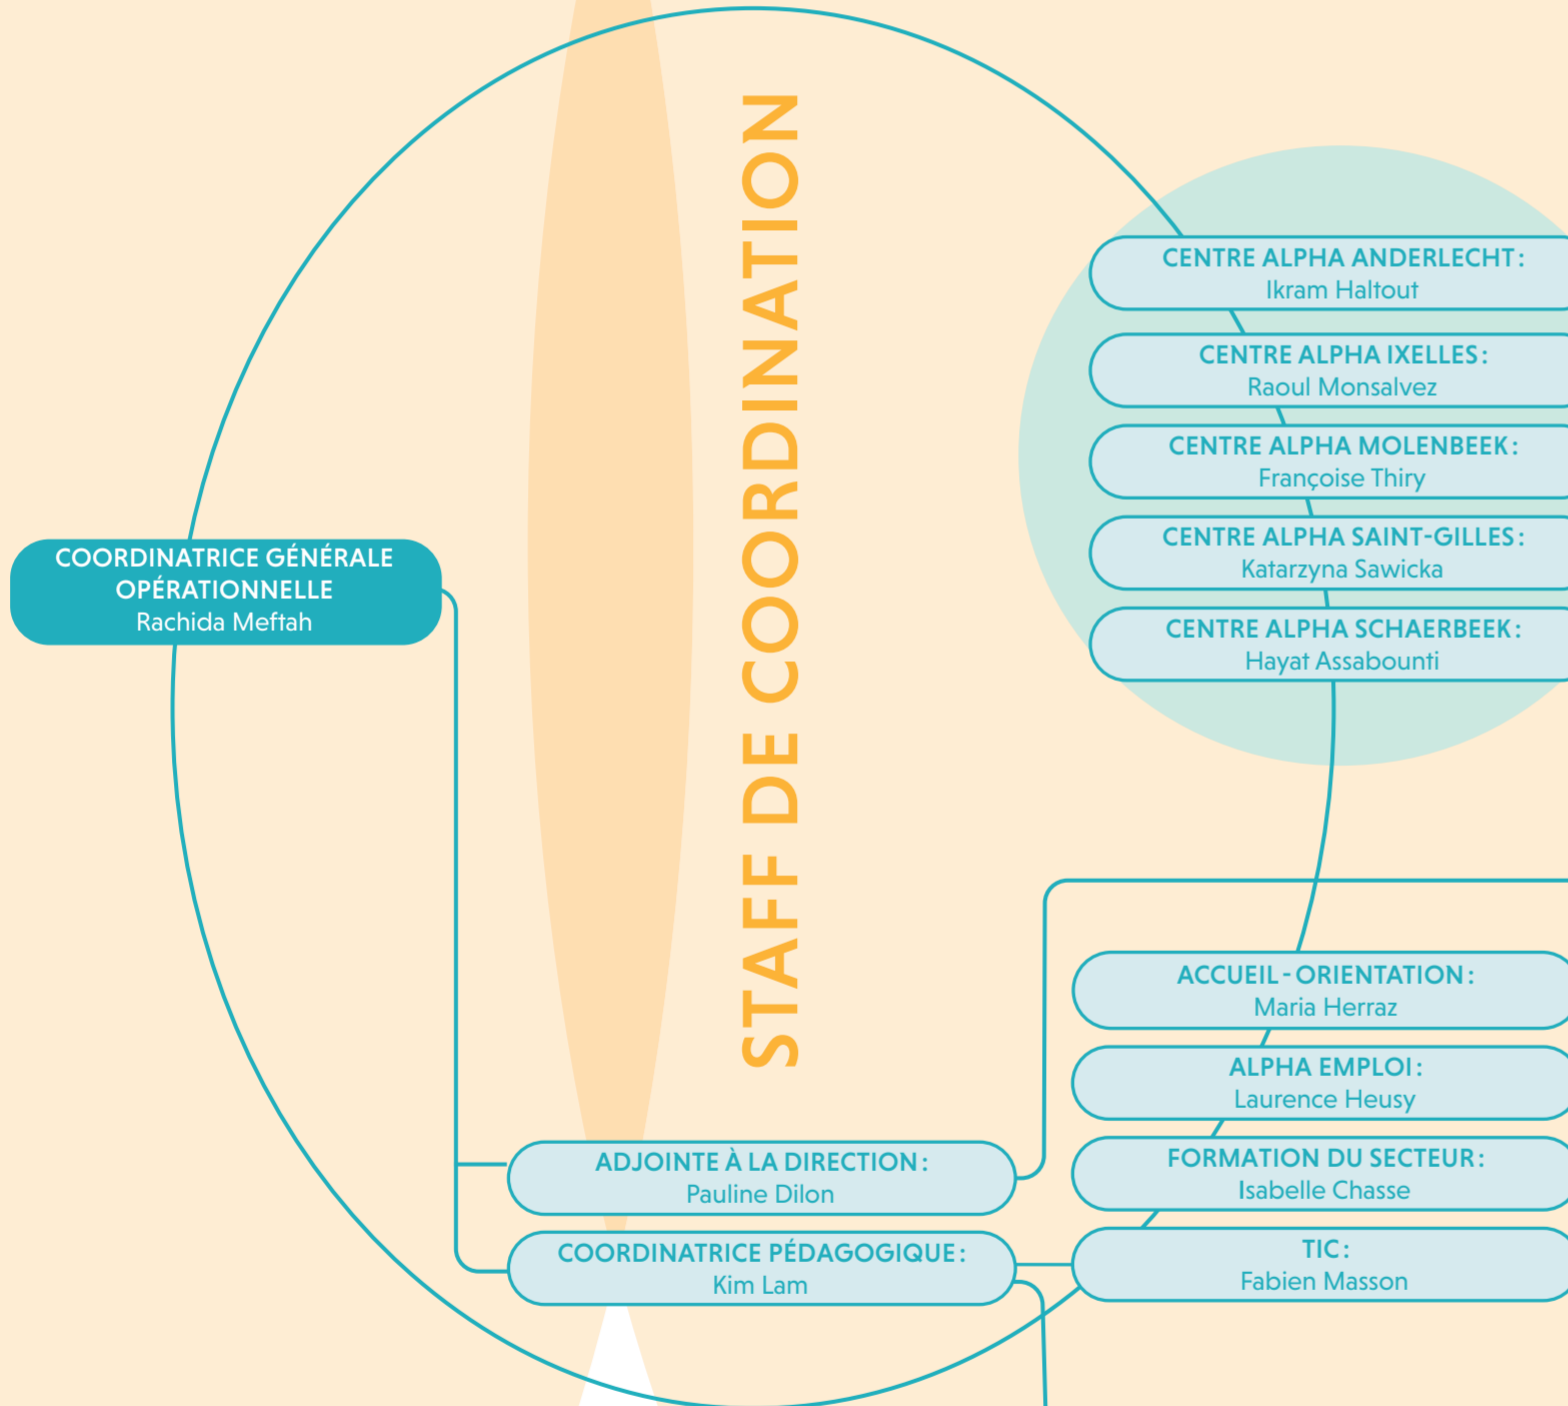 STAFF DE COORDINATION
COORDINATRICE GÉNÉRALE
OPÉRATIONNELLE
Rachida Meftah
CENTRE ALPHA ANDERLECHT :
Ikram Haltout
CENTRE ALPHA IXELLES :
Raoul Monsalvez
CENTRE ALPHA MOLENBEEK :
Françoise Thiry
CENTRE ALPHA SAINT-GILLES :
Katarzyna Sawicka
CENTRE ALPHA SCHAERBEEK :
Hayat Assabounti
ADJOINTE À LA DIRECTION :
Pauline Dilon
COORDINATRICE PÉDAGOGIQUE :
Kim Lam
ACCUEIL - ORIENTATION :
Maria Herraz
ALPHA EMPLOI :
Laurence Heusy
FORMATION DU SECTEUR :
Isabelle Chasse
TIC :
Fabien Masson